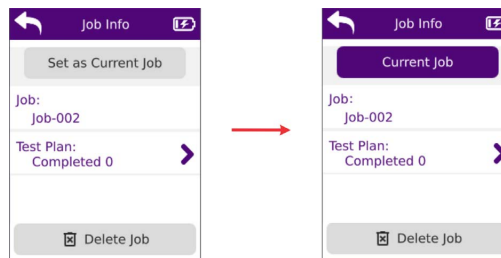 Job Info
Set as Current Job
Job:
Job-002
Test Plan:
Completed 0
Delete Job
Job Info
Current Job
Job:
Job-002
Test Plan:
Completed 0
Delete Job